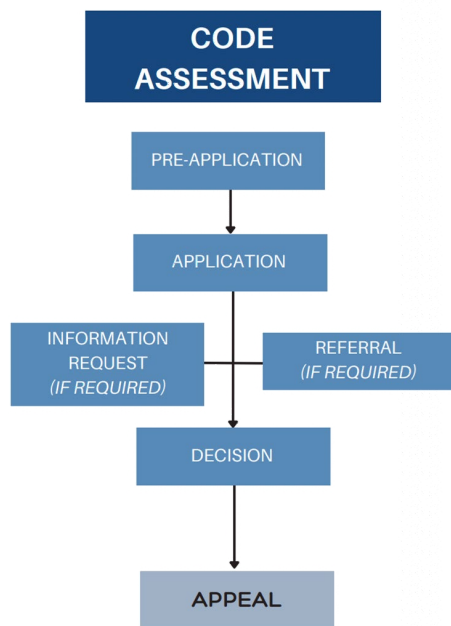 CODE
ASSESSMENT
PRE-APPLICATION
APPLICATION
INFORMATION
REQUEST
(IF REQUIRED)
REFERRAL
(IF REQUIRED)
DECISION
APPEAL